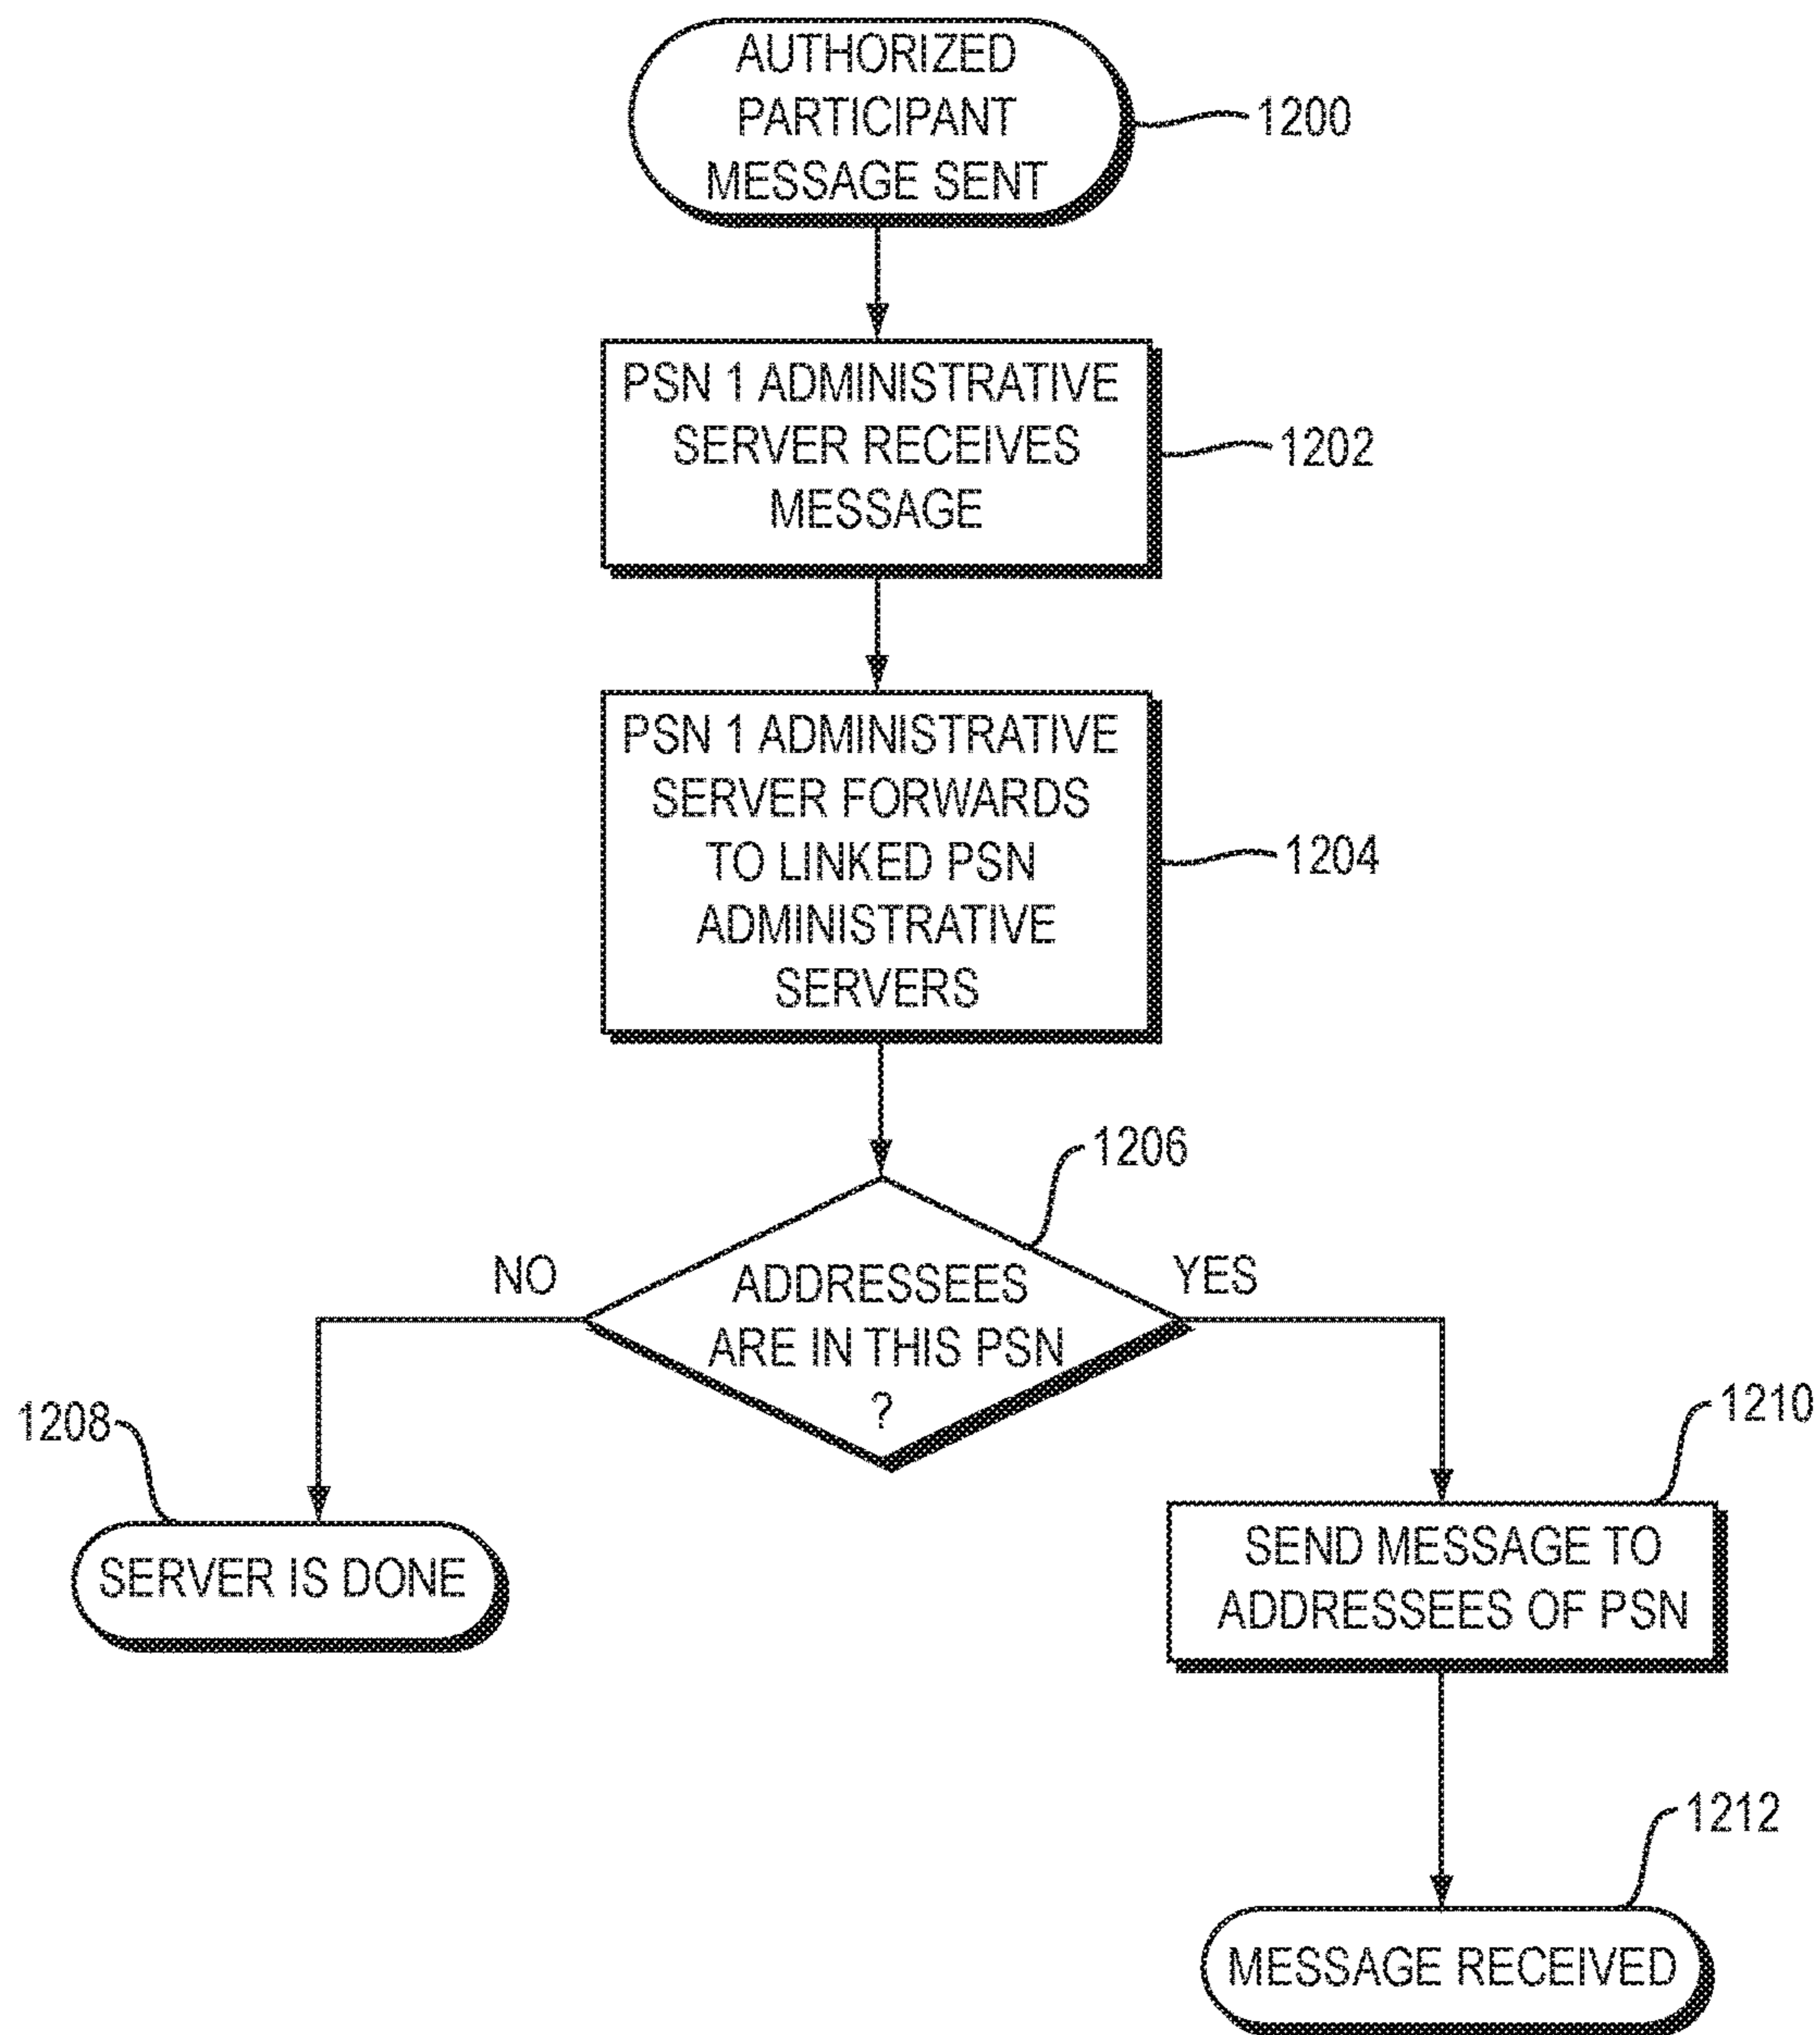 AUTHORIZED
PARTICIPANT
MESSAGE SENT
1200
PSN 1 ADMINISTRATIVE
SERVER RECEIVES
MESSAGE
1202
PSN 1 ADMINISTRATIVE
SERVER FORWARDS
TO LINKED PSN
ADMINISTRATIVE
SERVERS
1204
1206
NO
YES
ADDRESSEES
ARE IN THIS PSN
?
1208
SERVER IS DONE
1210
SEND MESSAGE TO
ADDRESSEES OF PSN
1212
MESSAGE RECEIVED